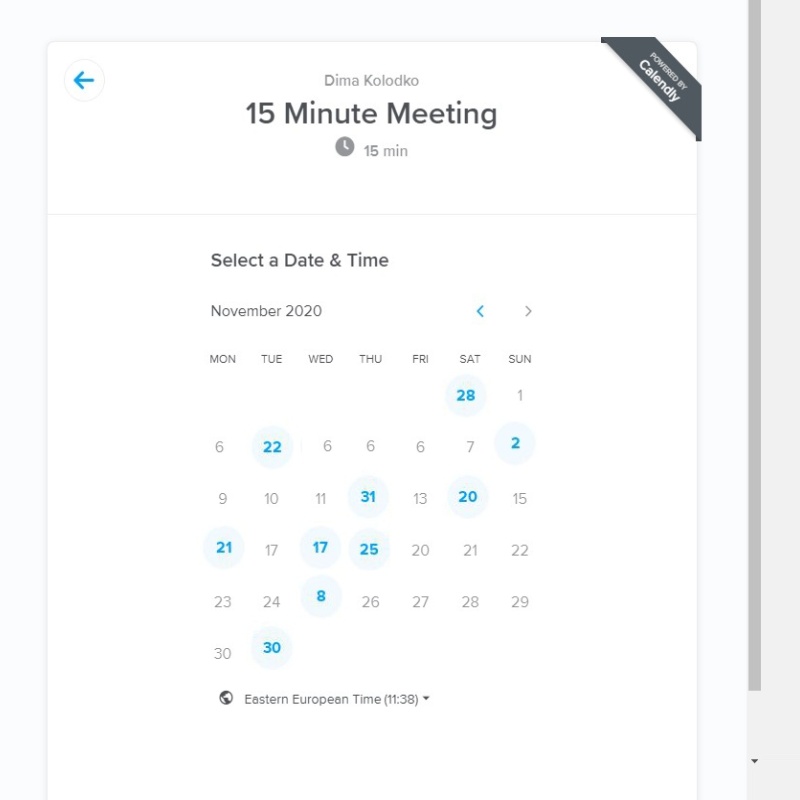 POWERED BY
Calendly
Dima Kolodko
15 Minute Meeting
15 min
Select a Date & Time
November 2020
MON TUE WED THU FRI SAT SUN
28 1
6 22 6 6 6 7 2
9 10 11 31 13 20 15
21 17 17 25 20 21 22
23 24 8 26 27 28 29
30 30
Eastern European Time (11:38)